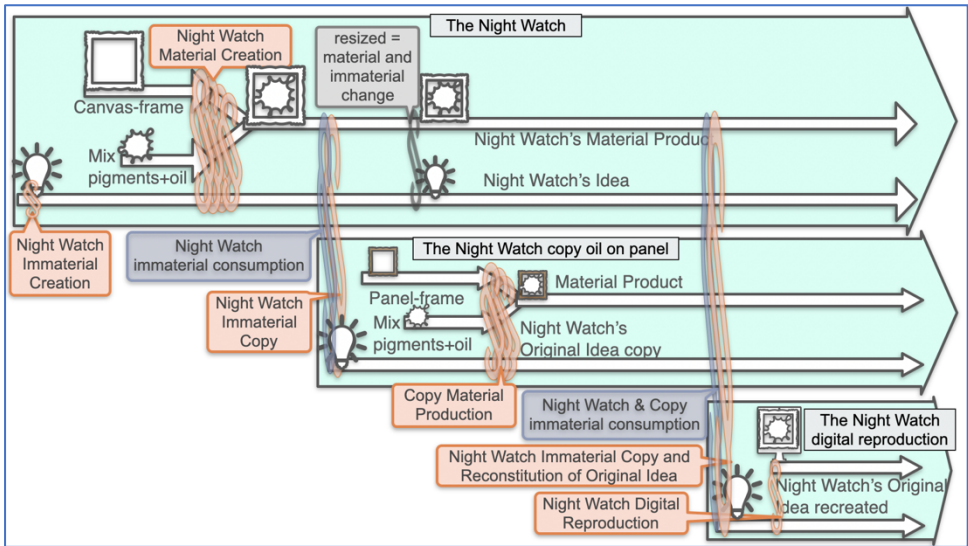 The Night Watch
Night Watch
Material Creation
resized =
material and
immaterial
change
Canvas-frame
Mix
pigments+oil
Night Watch's Material Produc
Night Watch's Idea
Night Watch
Immaterial
Creation
Night Watch
immaterial consumption
Night Watch
Immaterial
Copy
The Night Watch copy oil on panel
Panel-frame
Mix
pigments+oil
Material Product
Night Watch's
Original Idea copy
Copy Material
Production
Night Watch & Copy
immaterial consumption
The Night Watch
digital reproduction
Night Watch Immaterial Copy and
Reconstitution of Original Idea
Night Watch's Original
Idea recreated
Night Watch Digital
Reproduction